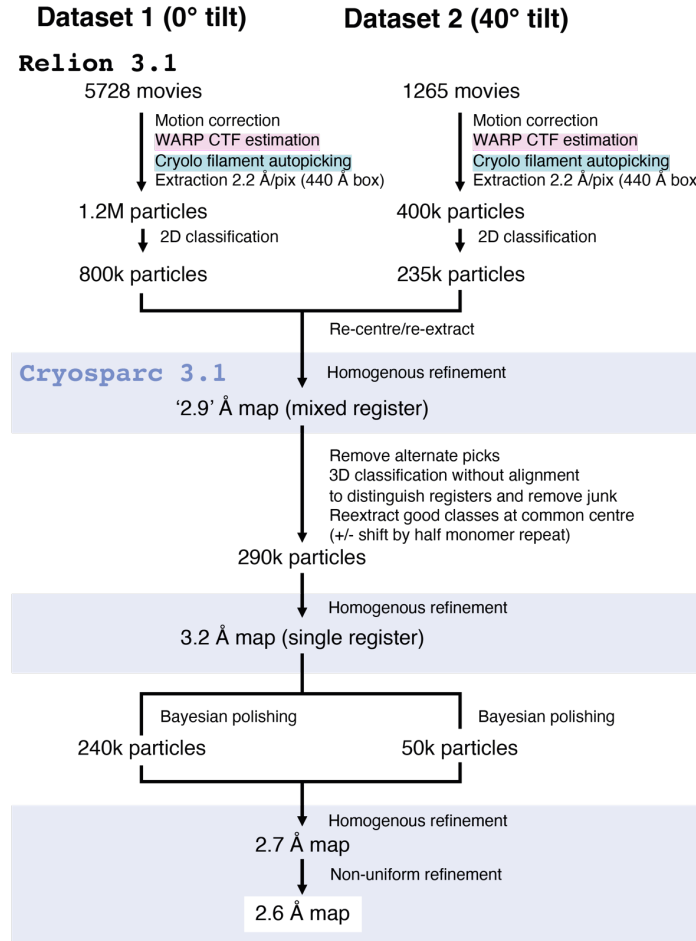 Dataset 1 (0° tilt)
Dataset 2 (40° tilt)
Relion 3.1
5728 movies
1265 movies
Motion correction
WARP CTF estimation
Cryolo filament autopicking
Extraction 2.2 Å/pix (440 Å box)
Motion correction
WARP CTF estimation
Cryolo filament autopicking
Extraction 2.2 Å/pix (440 Å box
1.2M particles
400k particles
2D classification
2D classification
800k particles
235k particles
Re-centre/re-extract
Cryosparc 3.1
Homogenous refinement
‘2.9’ Å map (mixed register)
Remove alternate picks
3D classification without alignment
to distinguish registers and remove junk
Reextract good classes at common centre
(+/- shift by half monomer repeat)
290k particles
Homogenous refinement
3.2 Å map (single register)
Bayesian polishing
Bayesian polishing
240k particles
50k particles
Homogenous refinement
2.7 Å map
Non-uniform refinement
2.6 Å map